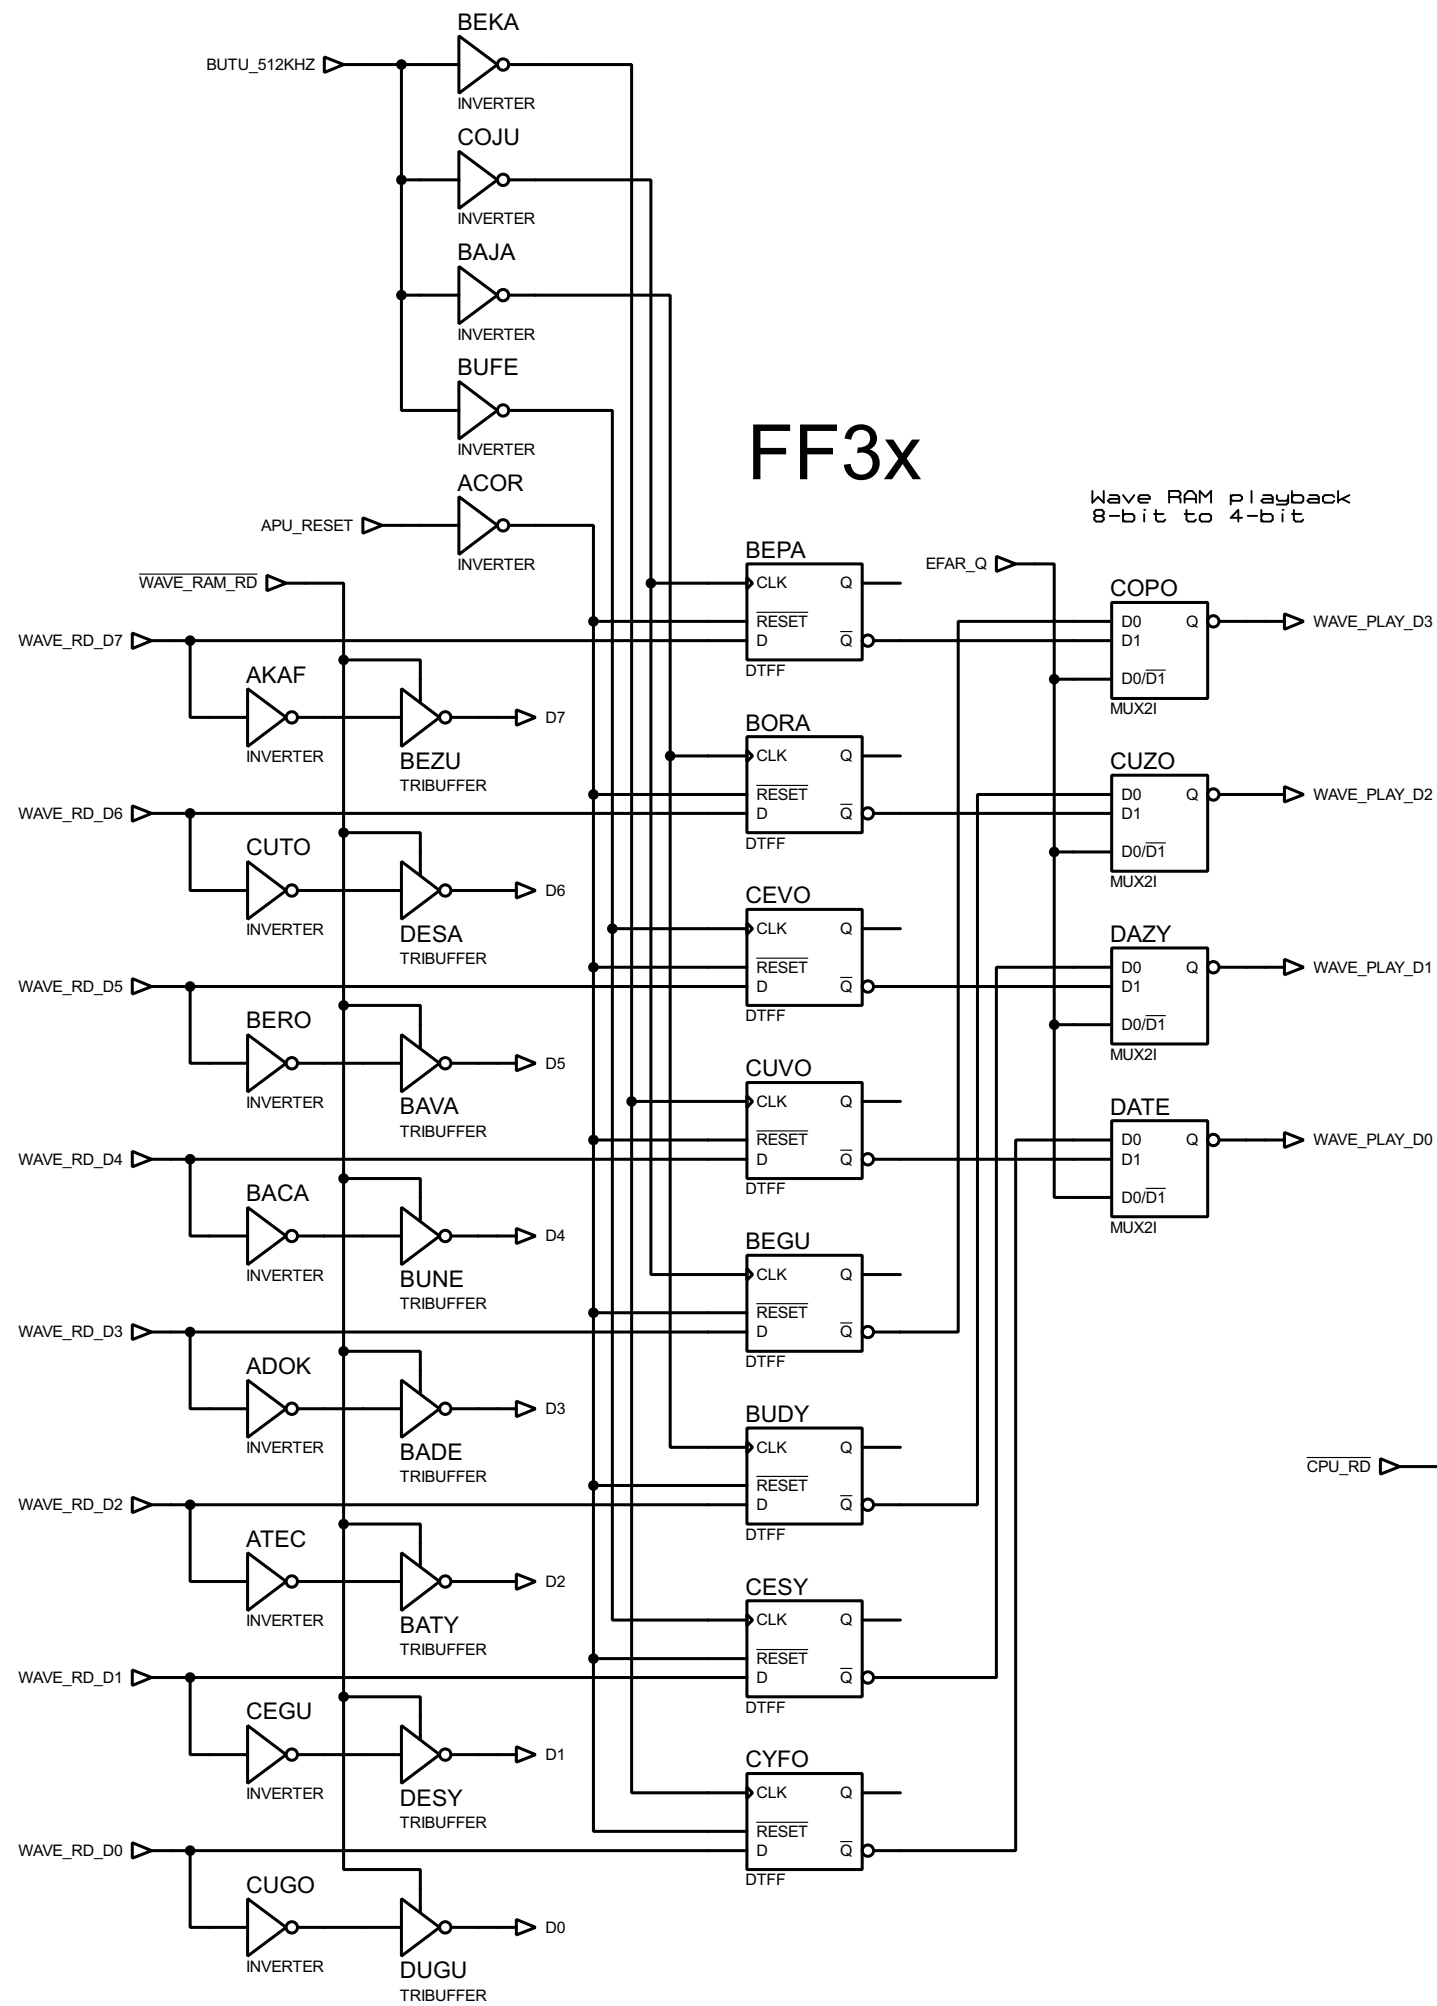 BEKA
BUTU_512KHZ
INVERTER
COJU
INVERTER
BAJA
INVERTER
BUFE
INVERTER
FF3x
ACOR
APU_RESET
INVERTER
Wave RAM playback
8-bit to 4-bit
WAVE_RAM_RD
BEPA
CLK Q
RESET
D Q
DTFF
EFAR_Q
COPO
D0 Q
D1
D0/D1
MUX2I
WAVE_PLAY_D3
WAVE_RD_D7
AKAF
INVERTER
BEZU
TRIBUFFER
D7
BORA
CLK Q
RESET
D Q
DTFF
CUZO
D0 Q
D1
D0/D1
MUX2I
WAVE_PLAY_D2
WAVE_RD_D6
CUTO
INVERTER
DESA
TRIBUFFER
D6
CEVO
CLK Q
RESET
D Q
DTFF
DAZY
D0 Q
D1
D0/D1
MUX2I
WAVE_PLAY_D1
WAVE_RD_D5
BERO
INVERTER
BAVA
TRIBUFFER
D5
CUVO
CLK Q
RESET
D Q
DTFF
DATE
D0 Q
D1
D0/D1
MUX2I
WAVE_PLAY_D0
WAVE_RD_D4
BACA
INVERTER
BUNE
TRIBUFFER
D4
BEGU
CLK Q
RESET
D Q
DTFF
WAVE_RD_D3
ADOK
INVERTER
BADE
TRIBUFFER
D3
BUDY
CLK Q
RESET
D Q
DTFF
CPU_RD
WAVE_RD_D2
ATEC
INVERTER
BATY
TRIBUFFER
D2
CESY
CLK Q
RESET
D Q
DTFF
WAVE_RD_D1
CEGU
INVERTER
DESY
TRIBUFFER
D1
CYFO
CLK Q
RESET
D Q
DTFF
WAVE_RD_D0
CUGO
INVERTER
DUGU
TRIBUFFER
D0